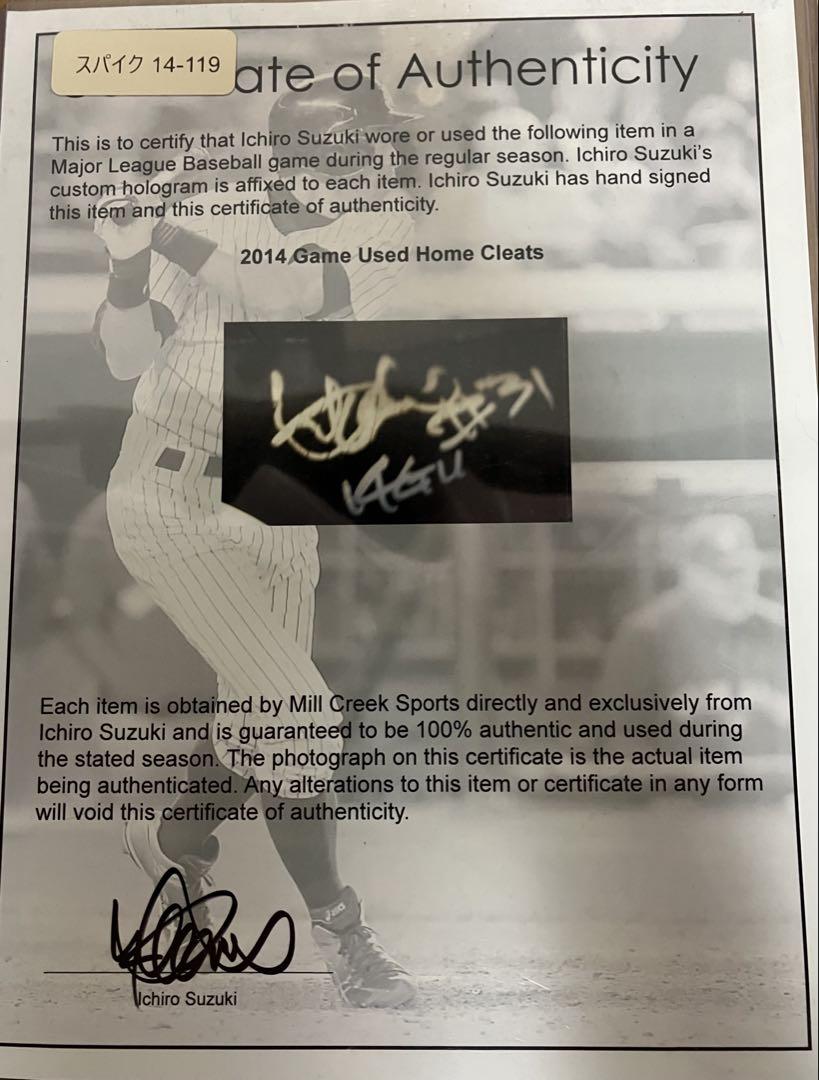 スパイク 14-119
ate of Authenticity
This is to certify that Ichiro Suzuki wore or used the following item in a
Major League Baseball game during the regular season. Ichiro Suzuki's
custom hologram is affixed to each item. Ichiro Suzuki has hand signed
this item and this certificate of authenticity.
2014 Game Used Home Cleats
#31
Each item is obtained by Mill Creek Sports directly and exclusively from
Ichiro Suzuki and is guaranteed to be 100% authentic and used during
the stated season. The photograph on this certificate is the actual item
being authenticated. Any alterations to this item or certificate in any form
will void this certificate of authenticity.
asics
Ichiro Suzuki